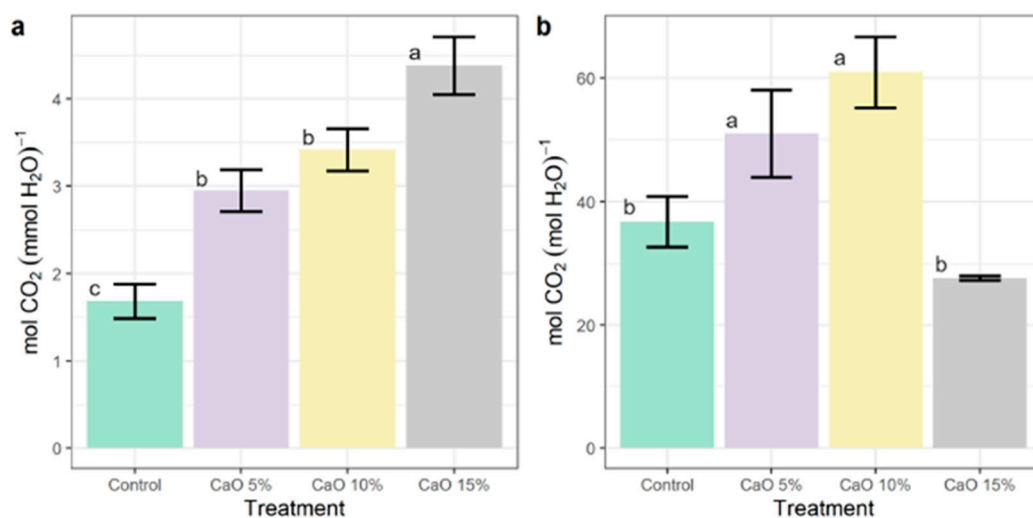 a
mol CO₂ (mmol H₂O)⁻¹
4
3
2
1
0
c
b
b
a
Control CaO 5% CaO 10% CaO 15%
Treatment
b
mol CO₂ (mol H₂O)⁻¹
60
40
20
0
b
a
a
b
Control CaO 5% CaO 10% CaO 15%
Treatment